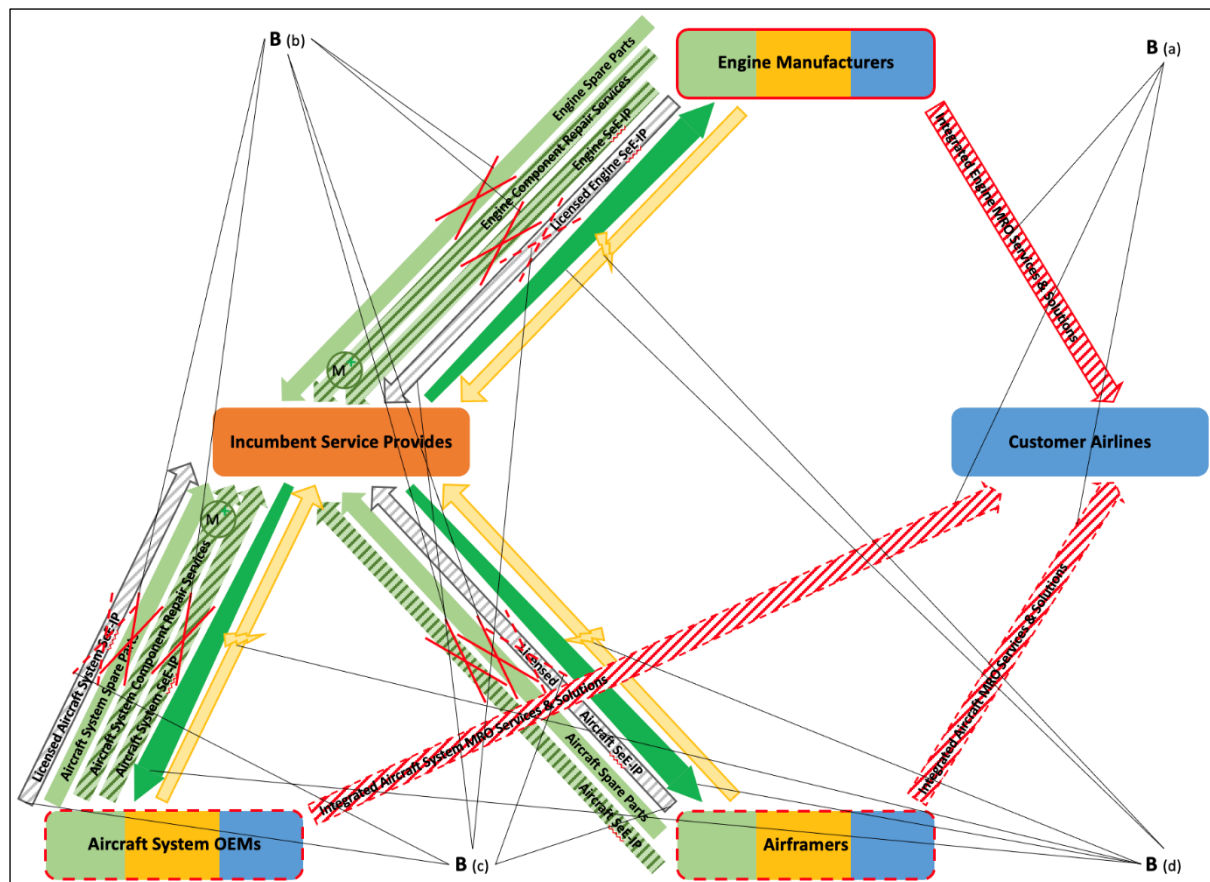 B (b)
B (a)
Engine Manufacturers
Engine Spare Parts
Engine Component Repair Services
Engine SeE-IP
Licensed Engine SeE-IP
Integrated Engine MRO Services & Solutions
M+
Incumbent Service Provides
Customer Airlines
M+
Licensed Aircraft System SeE-IP
Aircraft System Spare Parts
Aircraft System Component Repair Services
Aircraft System SeE-IP
Licensed
Aircraft SeE-IP
Aircraft Spare Parts
Aircraft SeE-IP
Integrated Aircraft System MRO Services & Solutions
Integrated Aircraft MRO Services & Solutions
Aircraft System OEMs
B (c)
Airframers
B (d)